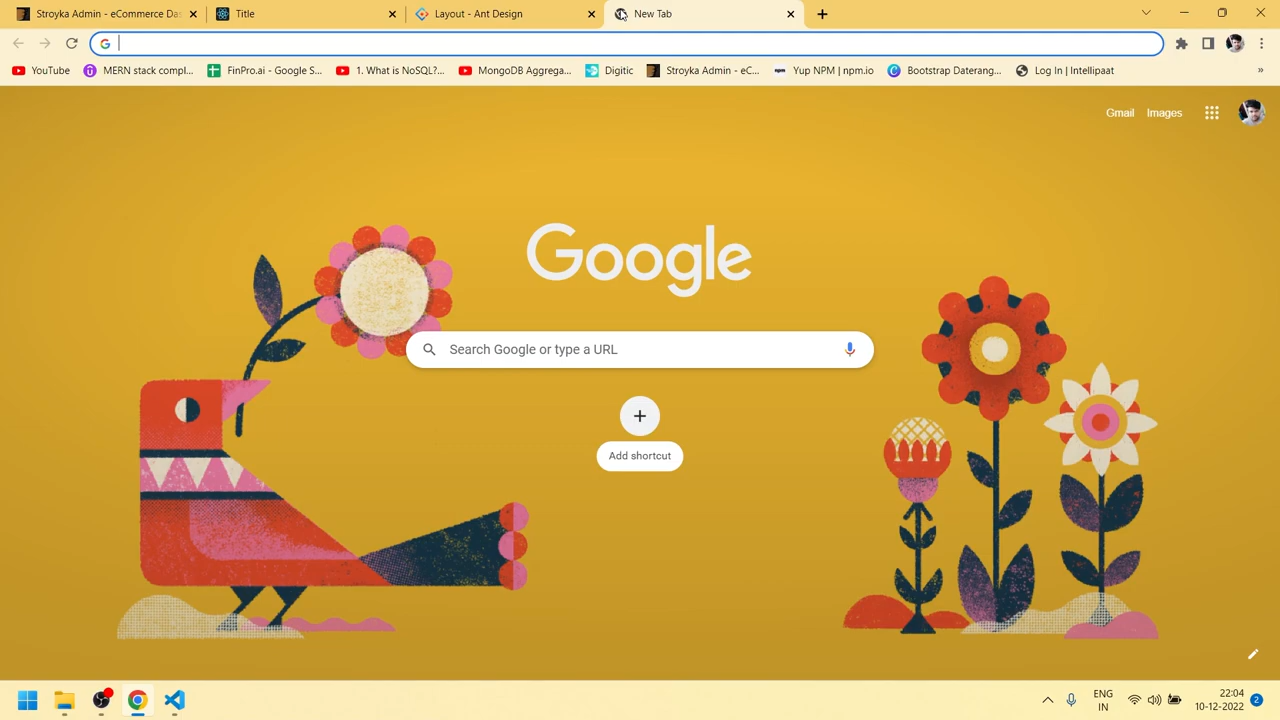 Stroyka Admin - eCommerce Das
Title
Layout - Ant Design
New Tab
YouTube
MERN stack compl...
FinPro.ai - Google S...
1. What is NoSQL?...
MongoDB Aggrega...
Digitic
Stroyka Admin - eC...
Yup NPM | npm.io
Bootstrap Daterang...
Log In | Intellipaat
»
Gmail
Images
Google
Search Google or type a URL
Add shortcut
ENG
IN
22:04
10-12-2022
2